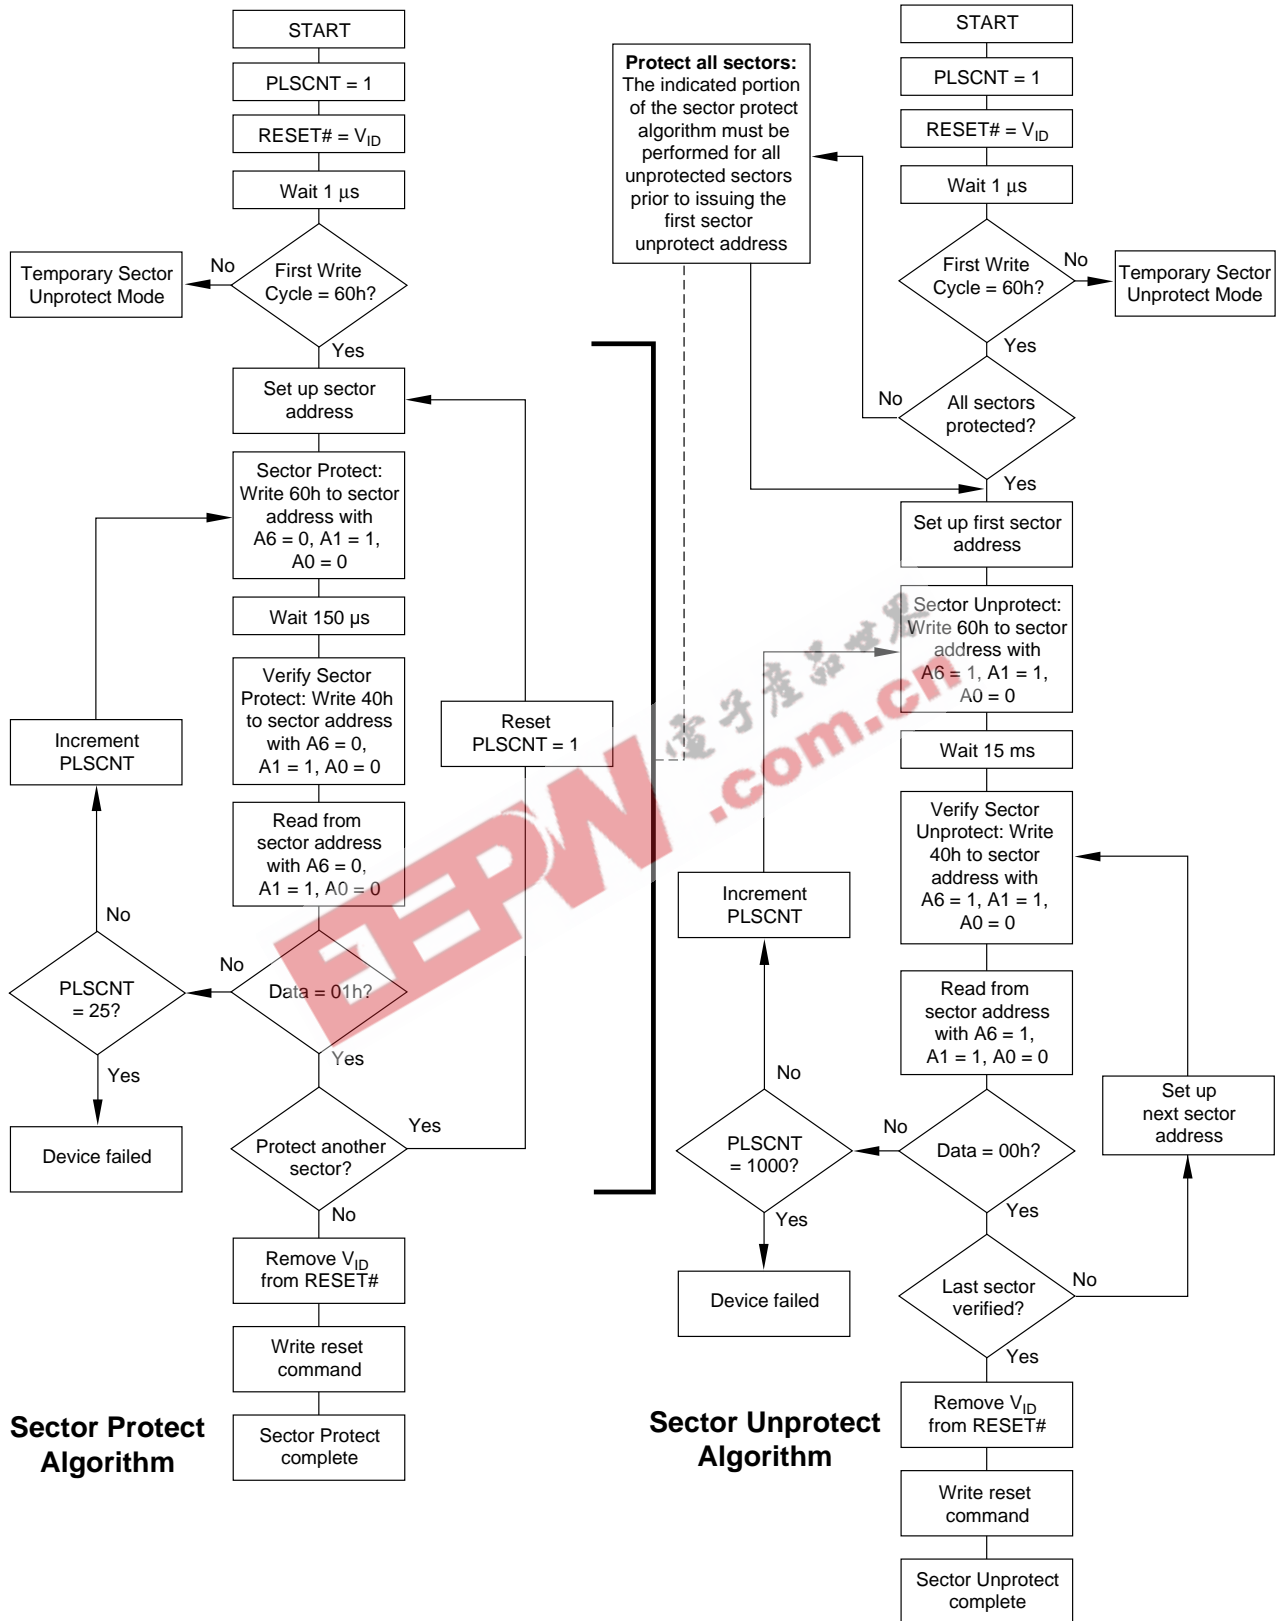 START
PLSCNT = 1
RESET# = VID
Wait 1 μs
First Write
Cycle = 60h?
No
Temporary Sector
Unprotect Mode
Yes
Set up sector
address
Sector Protect:
Write 60h to sector
address with
A6 = 0, A1 = 1,
A0 = 0
Wait 150 μs
Verify Sector
Protect: Write 40h
to sector address
with A6 = 0,
A1 = 1, A0 = 0
Read from
sector address
with A6 = 0,
A1 = 1, A0 = 0
Data = 01h?
No
PLSCNT
= 25?
No
Increment
PLSCNT
Yes
Device failed
Yes
Protect another
sector?
Yes
Reset
PLSCNT = 1
No
Remove VID
from RESET#
Write reset
command
Sector Protect
complete
Sector Protect
Algorithm
Protect all sectors:
The indicated portion
of the sector protect
algorithm must be
performed for all
unprotected sectors
prior to issuing the
first sector
unprotect address
START
PLSCNT = 1
RESET# = VID
Wait 1 μs
First Write
Cycle = 60h?
No
Temporary Sector
Unprotect Mode
Yes
All sectors
protected?
No
Yes
Set up first sector
address
Sector Unprotect:
Write 60h to sector
address with
A6 = 1, A1 = 1,
A0 = 0
Wait 15 ms
Verify Sector
Unprotect: Write
40h to sector
address with
A6 = 1, A1 = 1,
A0 = 0
Read from
sector address
with A6 = 1,
A1 = 1, A0 = 0
Data = 00h?
No
PLSCNT
= 1000?
No
Increment
PLSCNT
Yes
Device failed
Yes
Last sector
verified?
No
Set up
next sector
address
Yes
Remove VID
from RESET#
Write reset
command
Sector Unprotect
complete
Sector Unprotect
Algorithm
EEPW
電子產品世界
.com.cn